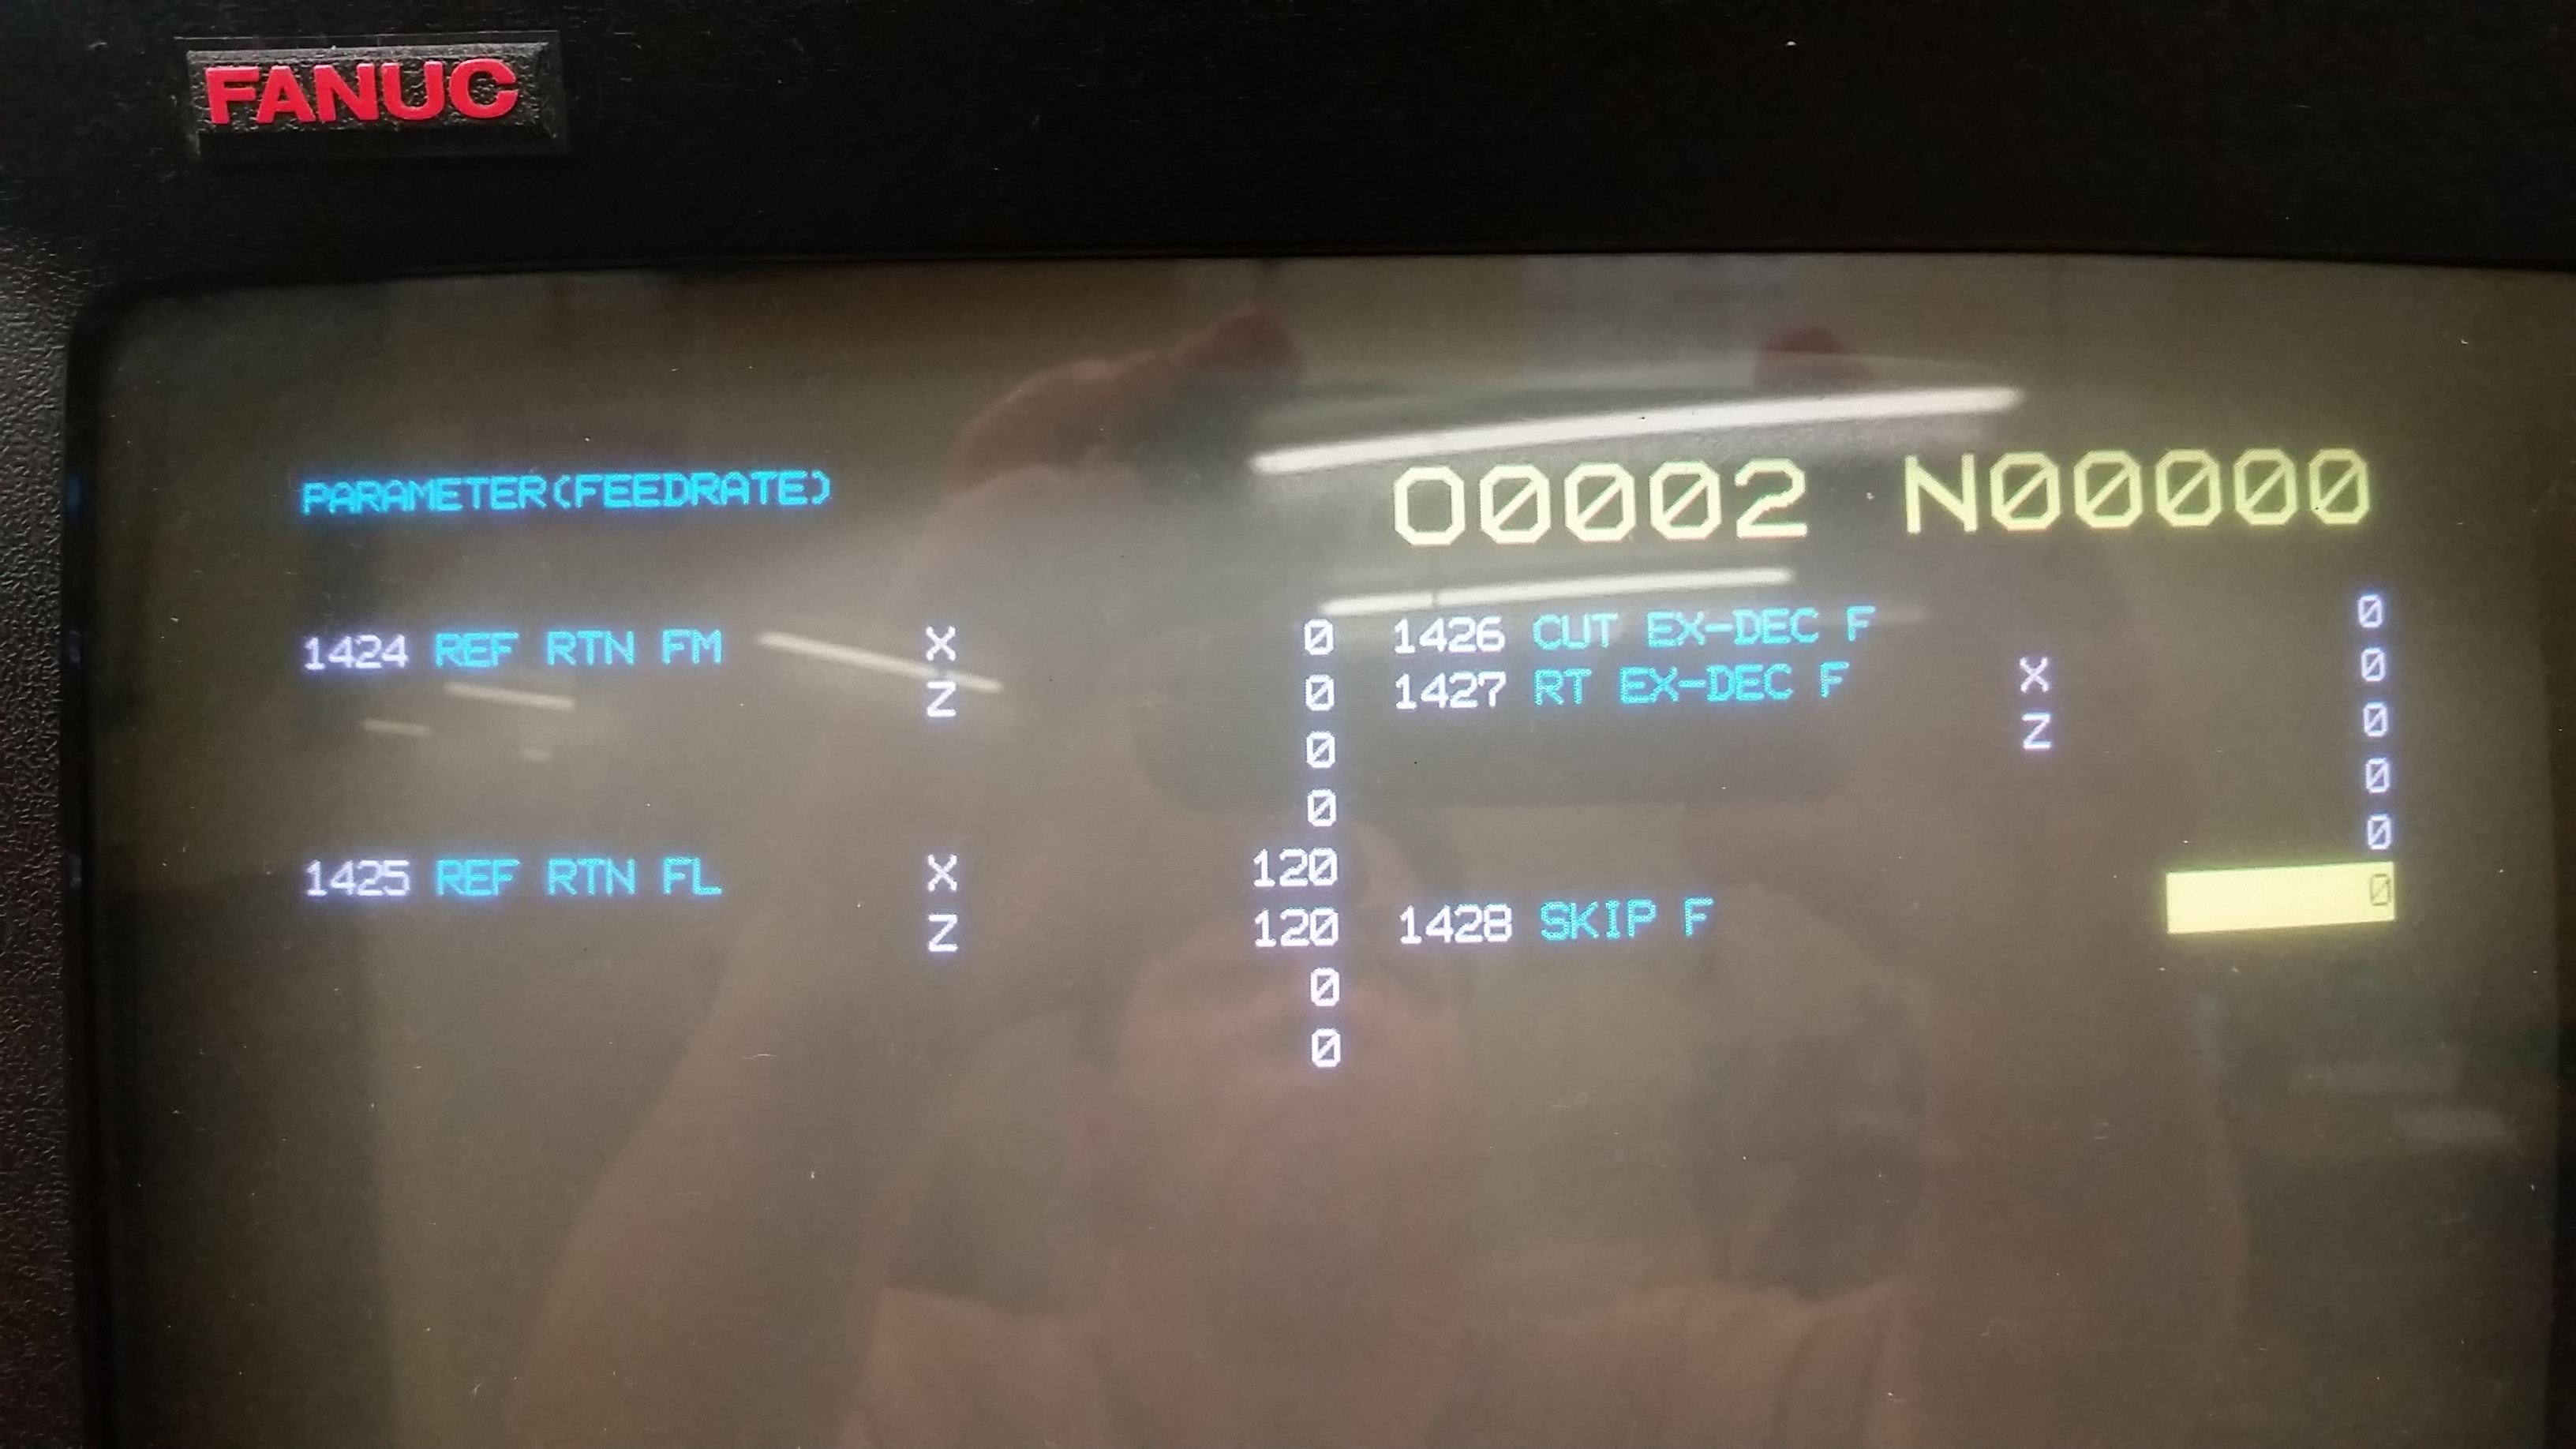 FANUC
PARAMETER(FEEDRATE) O0002 N00000
1424 REF RTN FM X 0
Z 0
0
0
1425 REF RTN FL X 120
Z 120
0
0
1426 CUT EX-DEC F 0
1427 RT EX-DEC F X 0
Z 0
0
0
1428 SKIP F 0